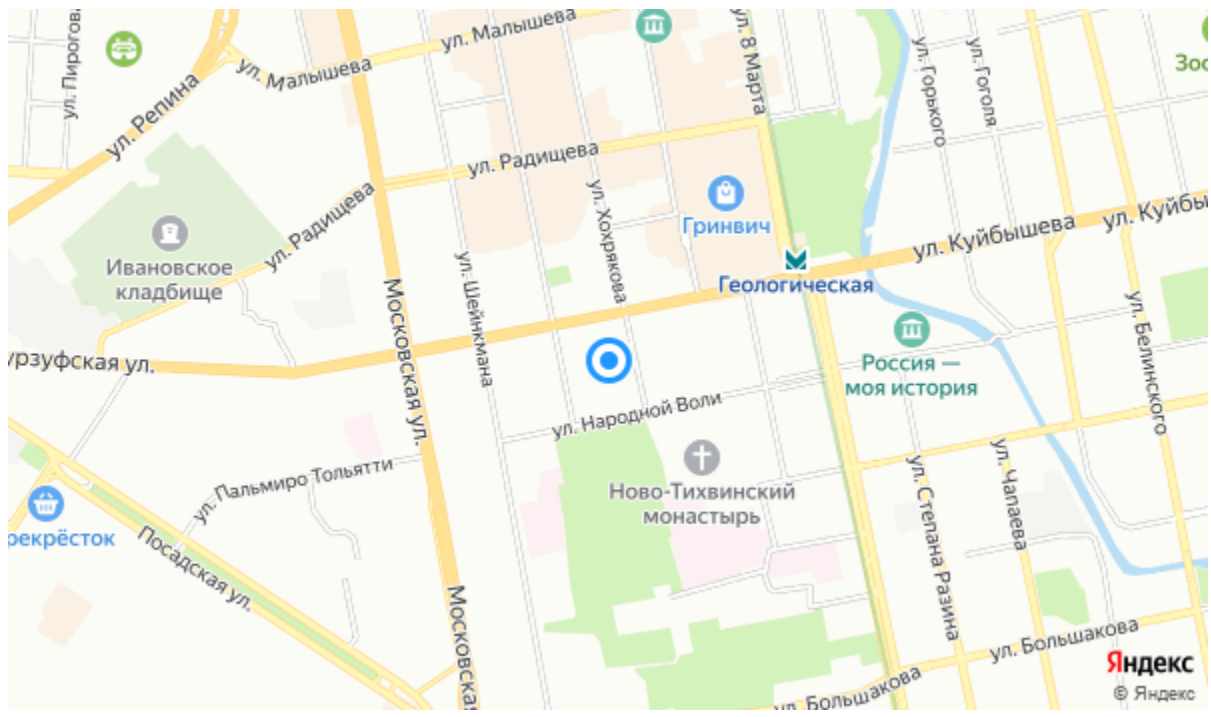 ул. Пирогов
ул. Малышева
ул. 8 Марта
ул. Малышева
ул. Горького
ул. Гоголя
Зоо
ул. Репина
ул. Радищева
ул. Радищева
ул. Хохрякова
Гринвич
ул. Куйбышева
ул. Куйбы
Ивановское
кладбище
ул. Шейнкмана
Московская ул.
Геологическая
ул. Белинского
урзуфская ул.
Россия —
моя история
ул. Народной Воли
ул. Пальмиро Тольятти
Ново-Тихвинский
монастырь
ул. Степана Разина
ул. Чапаева
рекрёсток
Посадская ул.
Московская
ул. Большакова
ул. Большакова
Яндекс
© Яндекс